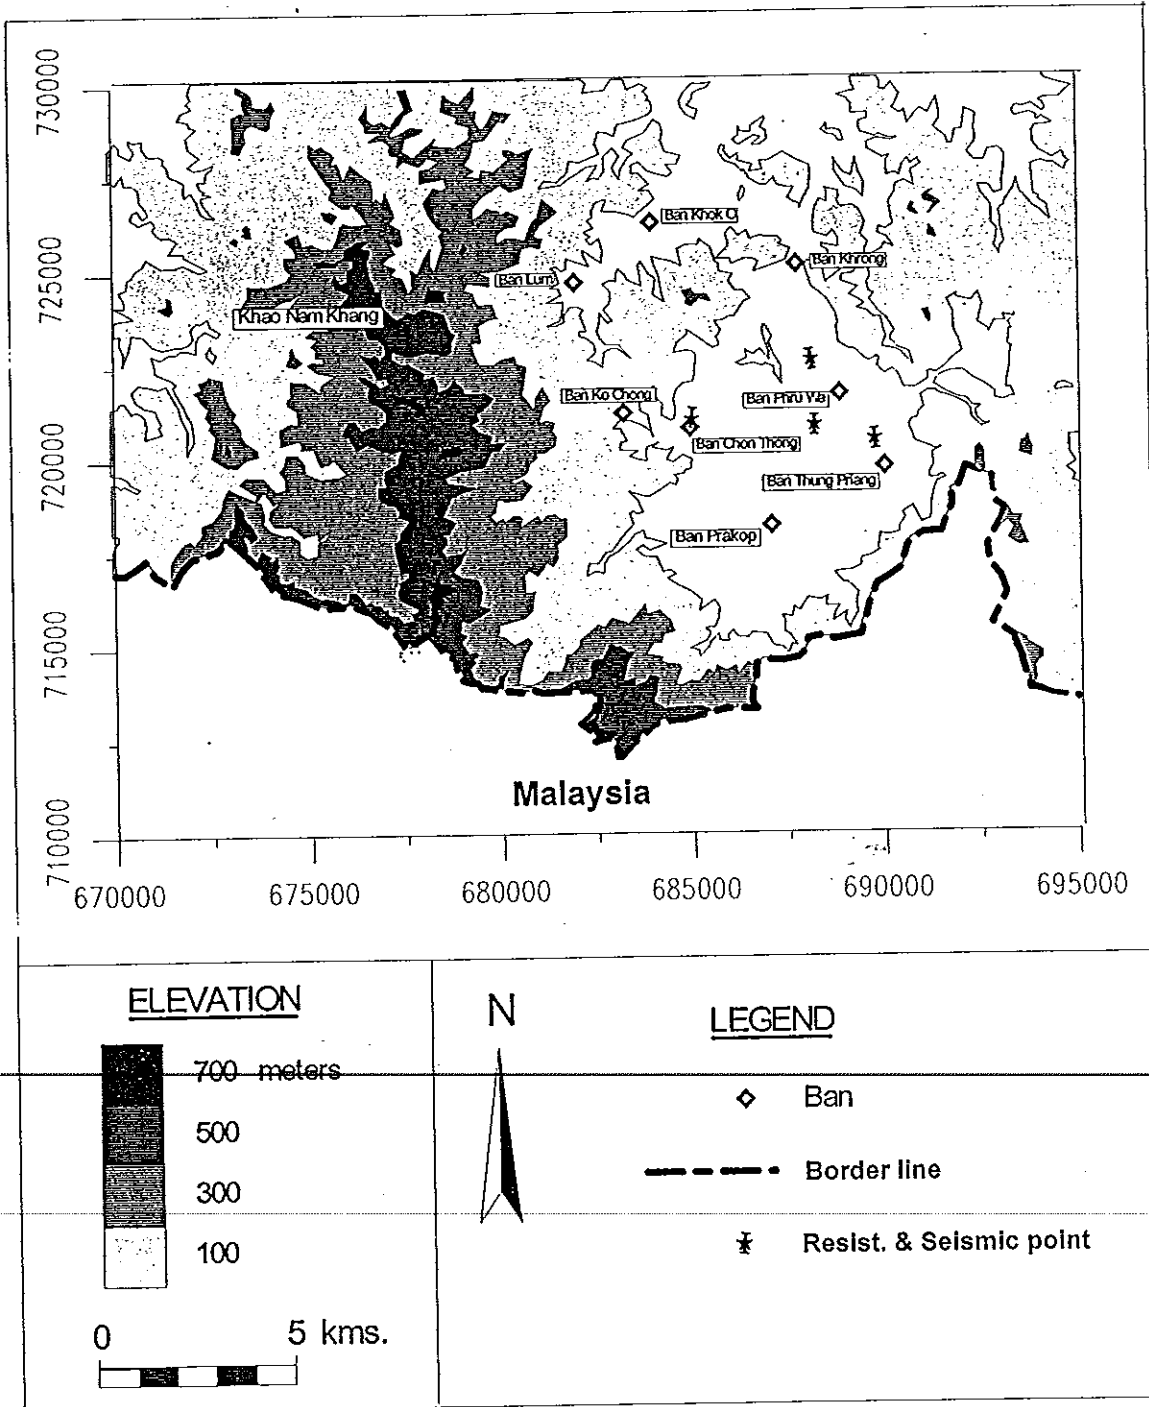 730000
725000
720000
715000
710000
Ban Khok O
Ban Khrong
Ban Lum
Khao Nam Khang
Ban Ko Chong
Ban Phru Wa
Ban Chon Thong
Ban Thung Priang
Ban Prakop
Malaysia
670000 675000 680000 685000 690000 695000
ELEVATION
700 meters
500
300
100
0 5 kms.
N
LEGEND
Ban
Border line
Resist. & Seismic point